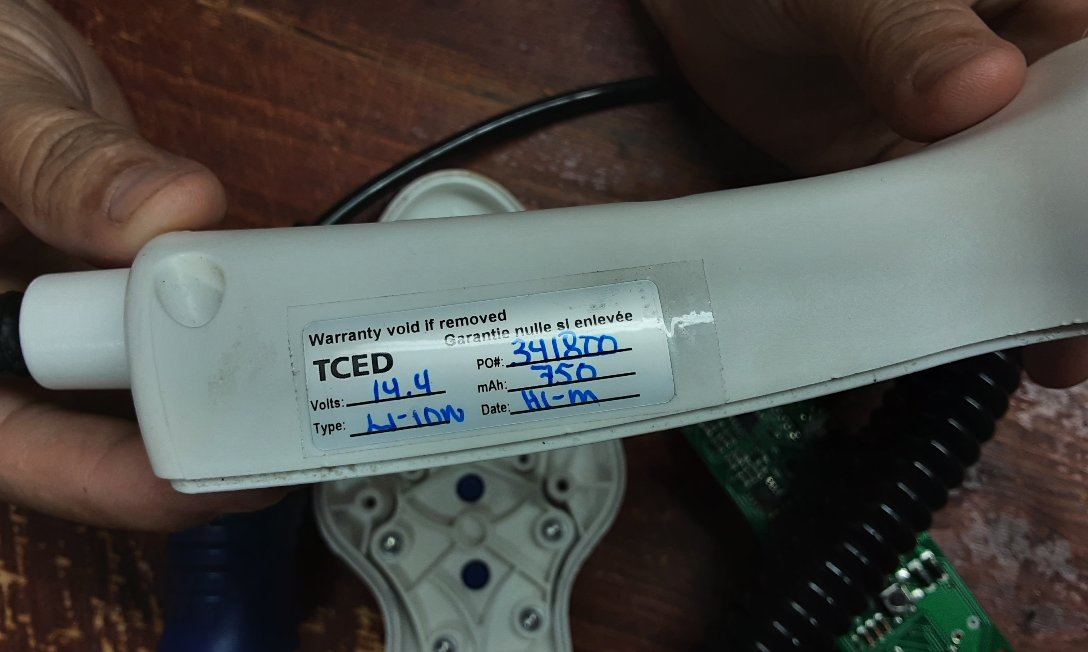 Warranty void if removed
Garantie nulle si enlevée
TCED
PO#: 341800
Volts: 14.4
mAh: 750
Type: Li-ion
Date: